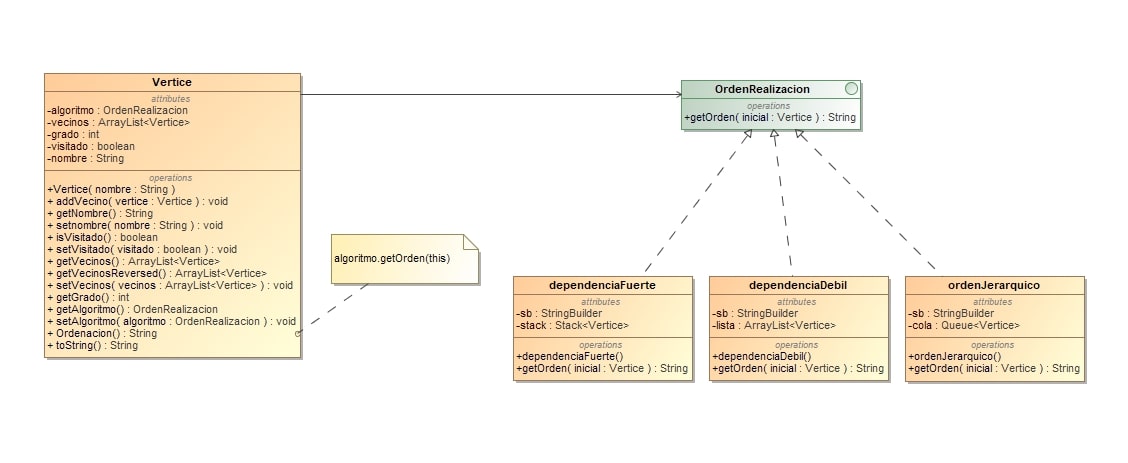 Vertice
attributes
-algoritmo : OrdenRealizacion
-vecinos : ArrayList<Vertice>
-grado : int
-visitado : boolean
-nombre : String
operations
+Vertice( nombre : String )
+ addVecino( vertice : Vertice ) : void
+ getNombre() : String
+ setnombre( nombre : String ) : void
+ isVisitado() : boolean
+ setVisitado( visitado : boolean ) : void
+ getVecinos() : ArrayList<Vertice>
+ getVecinosReversed() : ArrayList<Vertice>
+ setVecinos( vecinos : ArrayList<Vertice> ) : void
+ getGrado() : int
+ getAlgoritmo() : OrdenRealizacion
+ setAlgoritmo( algoritmo : OrdenRealizacion ) : void
+ Ordenacion() : String
+ toString() : String
algoritmo.getOrden(this)
OrdenRealizacion
operations
+getOrden( inicial : Vertice ) : String
dependenciaFuerte
attributes
-sb : StringBuilder
-stack : Stack<Vertice>
operations
+dependenciaFuerte()
+getOrden( inicial : Vertice ) : String
dependenciaDebil
attributes
-sb : StringBuilder
-lista : ArrayList<Vertice>
operations
+dependenciaDebil()
+getOrden( inicial : Vertice ) : String
ordenJerarquico
attributes
-sb : StringBuilder
-cola : Queue<Vertice>
operations
+ordenJerarquico()
+getOrden( inicial : Vertice ) : String